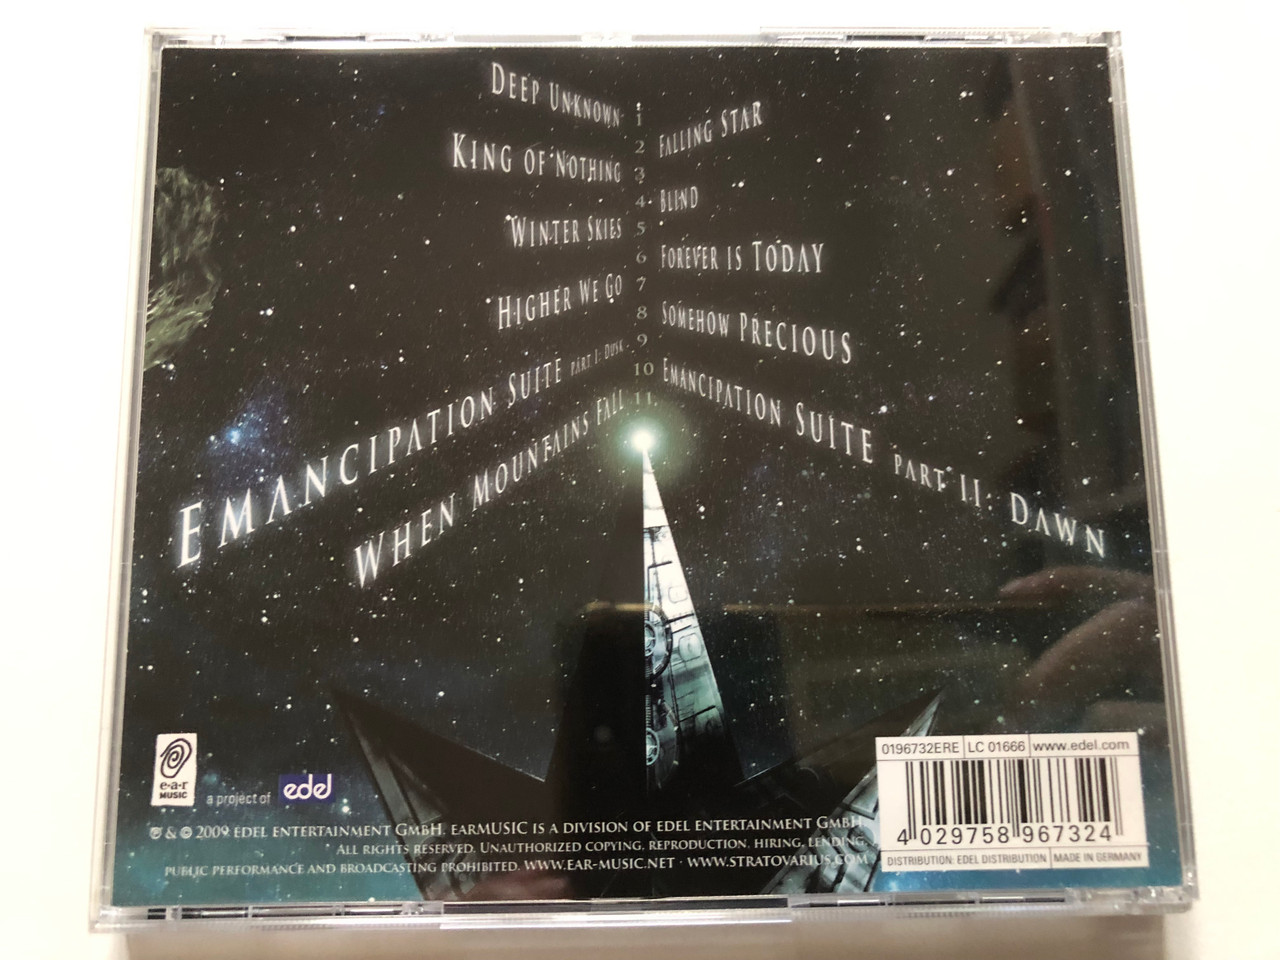 DEEP UNKNOWN 1
2 FALLING STAR
KING OF NOTHING 3
4 BLIND
WINTER SKIES 5
6 FOREVER IS TODAY
HIGHER WE GO 7
8 SOMEHOW PRECIOUS
EMANCIPATION SUITE PART I: DUSK 9
10 EMANCIPATION SUITE PART II: DAWN
WHEN MOUNTAINS FALL 11
e·a·r
MUSIC
a project of edel
℗ & © 2009 EDEL ENTERTAINMENT GMBH. EARMUSIC IS A DIVISION OF EDEL ENTERTAINMENT GMBH.
ALL RIGHTS RESERVED. UNAUTHORIZED COPYING, REPRODUCTION, HIRING, LENDING,
PUBLIC PERFORMANCE AND BROADCASTING PROHIBITED. WWW.EAR-MUSIC.NET · WWW.STRATOVARIUS.COM
0196732ERE LC 01666 www.edel.com
4 029758 967324
DISTRIBUTION: EDEL DISTRIBUTION MADE IN GERMANY